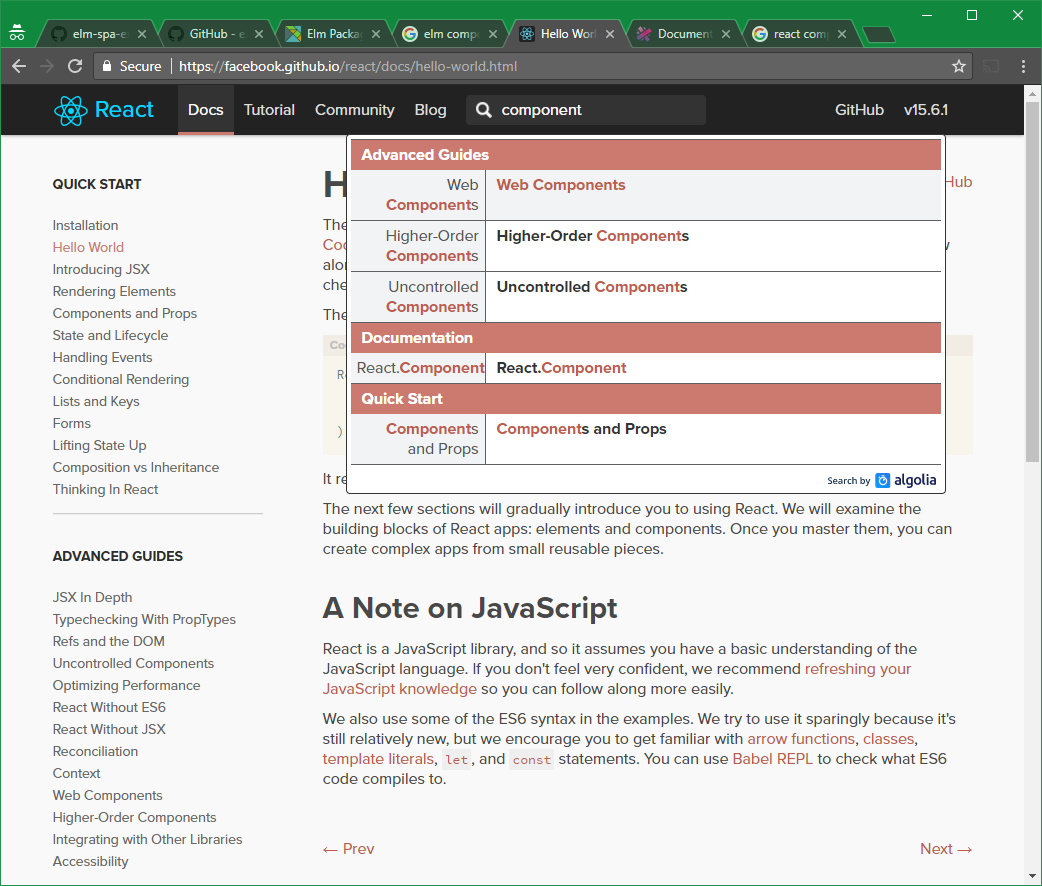 elm-spa-e
GitHub - e
Elm Packa
elm comp
Hello Worl
Document
react com
Secure
https://facebook.github.io/react/docs/hello-world.html
React
Docs
Tutorial
Community
Blog
component
GitHub
v15.6.1
QUICK START
Installation
Hello World
Introducing JSX
Rendering Elements
Components and Props
State and Lifecycle
Handling Events
Conditional Rendering
Lists and Keys
Forms
Lifting State Up
Composition vs Inheritance
Thinking In React
ADVANCED GUIDES
JSX In Depth
Typechecking With PropTypes
Refs and the DOM
Uncontrolled Components
Optimizing Performance
React Without ES6
React Without JSX
Reconciliation
Context
Web Components
Higher-Order Components
Integrating with Other Libraries
Accessibility
H
Hub
The
Coo
alon
che
The
Co
Re
)
It re
Advanced Guides
Web
Components
Web Components
Higher-Order
Components
Higher-Order Components
Uncontrolled
Components
Uncontrolled Components
Documentation
React.Component
React.Component
Quick Start
Components
and Props
Components and Props
Search by algolia
The next few sections will gradually introduce you to using React. We will examine the
building blocks of React apps: elements and components. Once you master them, you can
create complex apps from small reusable pieces.
A Note on JavaScript
React is a JavaScript library, and so it assumes you have a basic understanding of the
JavaScript language. If you don't feel very confident, we recommend refreshing your
JavaScript knowledge so you can follow along more easily.
We also use some of the ES6 syntax in the examples. We try to use it sparingly because it's
still relatively new, but we encourage you to get familiar with arrow functions, classes,
template literals, let, and const statements. You can use Babel REPL to check what ES6
code compiles to.
← Prev
Next →